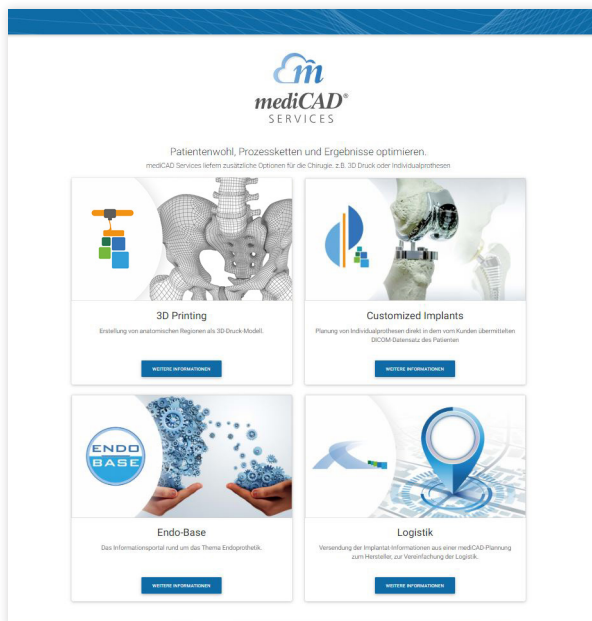 m
mediCAD®
SERVICES
Patientenwohl, Prozessketten und Ergebnisse optimieren.
mediCAD Services liefern zusätzliche Optionen für die Chirugie, z.B. 3D Druck oder Individualprothesen
3D Printing
Erstellung von anatomischen Regionen als 3D-Druck-Modell.
WEITERE INFORMATIONEN
Customized Implants
Planung von Individualprothesen direkt in dem vom Kunden übermittelten
DICOM-Datensatz des Patienten
WEITERE INFORMATIONEN
ENDO
BASE
Endo-Base
Das Informationsportal rund um das Thema Endoprothetik.
WEITERE INFORMATIONEN
Logistik
Versendung der Implantat-Informationen aus einer mediCAD-Plannung
zum Hersteller, zur Vereinfachung der Logistik.
WEITERE INFORMATIONEN